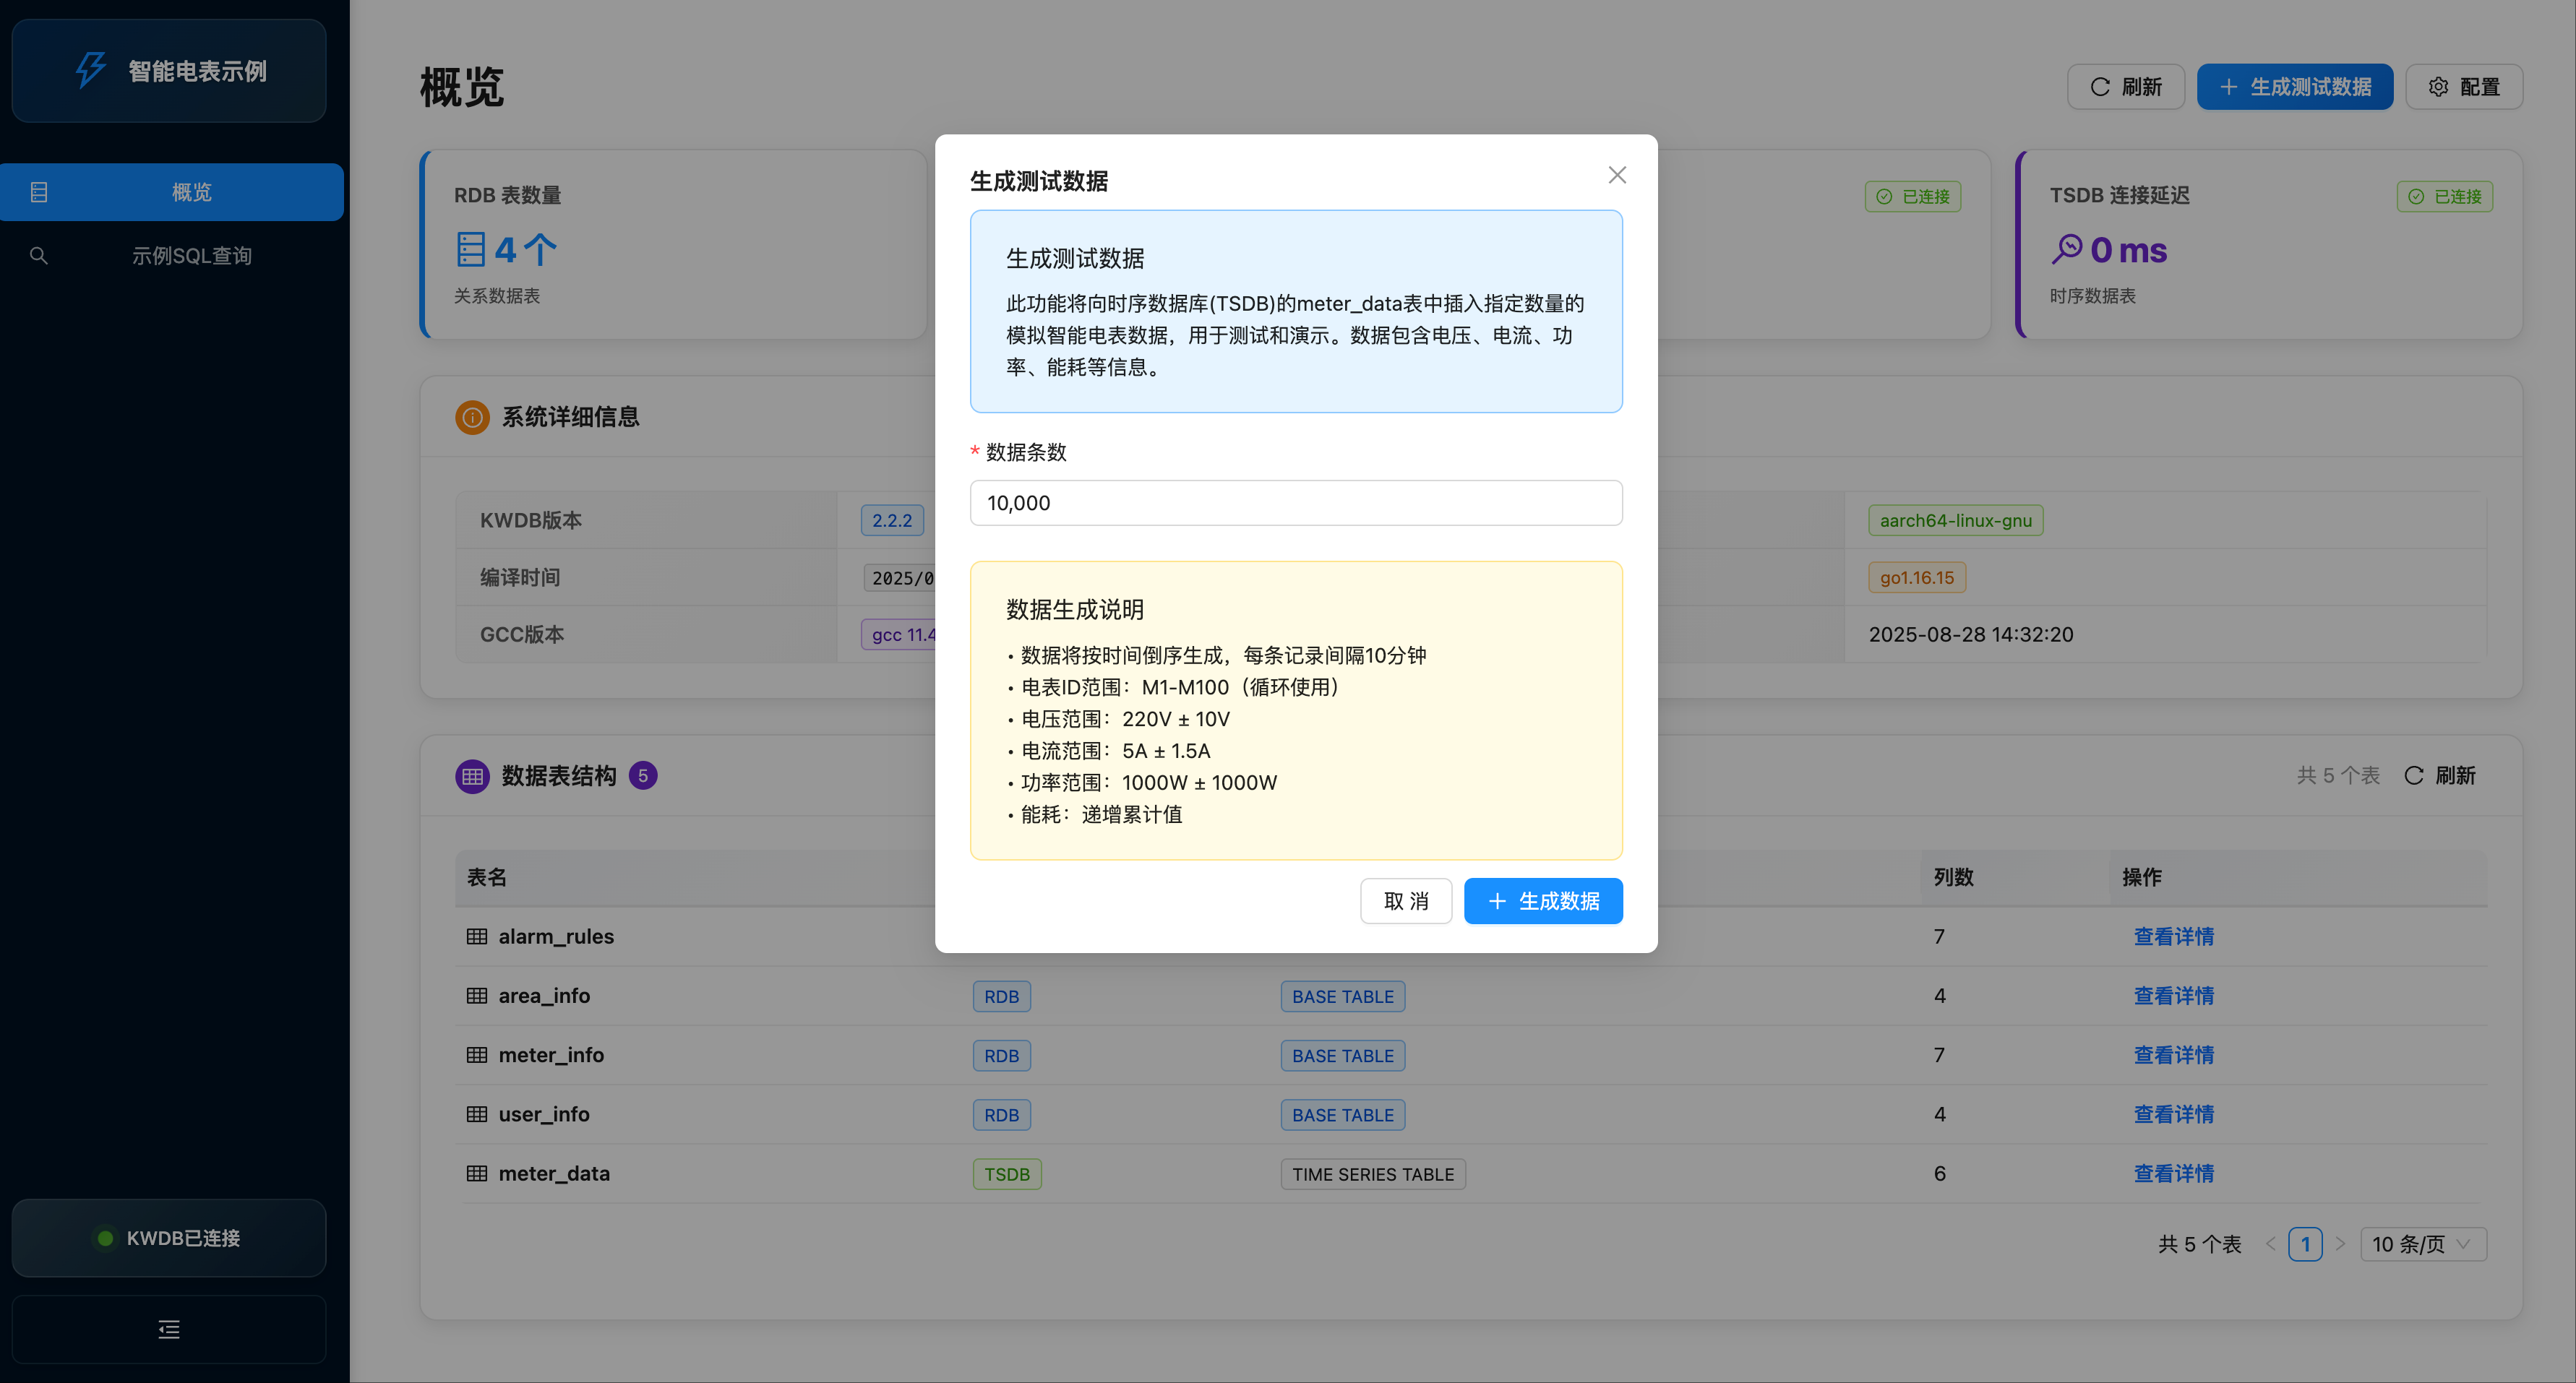 智能电表示例
概览
示例SQL查询
KWDB已连接
概览
刷新
生成测试数据
配置
RDB 表数量
4 个
关系数据表
已连接
TSDB 连接延迟
已连接
0 ms
时序数据表
系统详细信息
KWDB版本
2.2.2
aarch64-linux-gnu
编译时间
2025/0
go1.16.15
GCC版本
gcc 11.4
2025-08-28 14:32:20
数据表结构
5
共 5 个表
刷新
表名
列数
操作
alarm_rules
7
查看详情
area_info
RDB
BASE TABLE
4
查看详情
meter_info
RDB
BASE TABLE
7
查看详情
user_info
RDB
BASE TABLE
4
查看详情
meter_data
TSDB
TIME SERIES TABLE
6
查看详情
共 5 个表
1
10 条/页
生成测试数据
生成测试数据
此功能将向时序数据库(TSDB)的meter_data表中插入指定数量的
模拟智能电表数据，用于测试和演示。数据包含电压、电流、功
率、能耗等信息。
* 数据条数
10,000
数据生成说明
• 数据将按时间倒序生成，每条记录间隔10分钟
• 电表ID范围：M1-M100（循环使用）
• 电压范围：220V ± 10V
• 电流范围：5A ± 1.5A
• 功率范围：1000W ± 1000W
• 能耗：递增累计值
取 消
生成数据